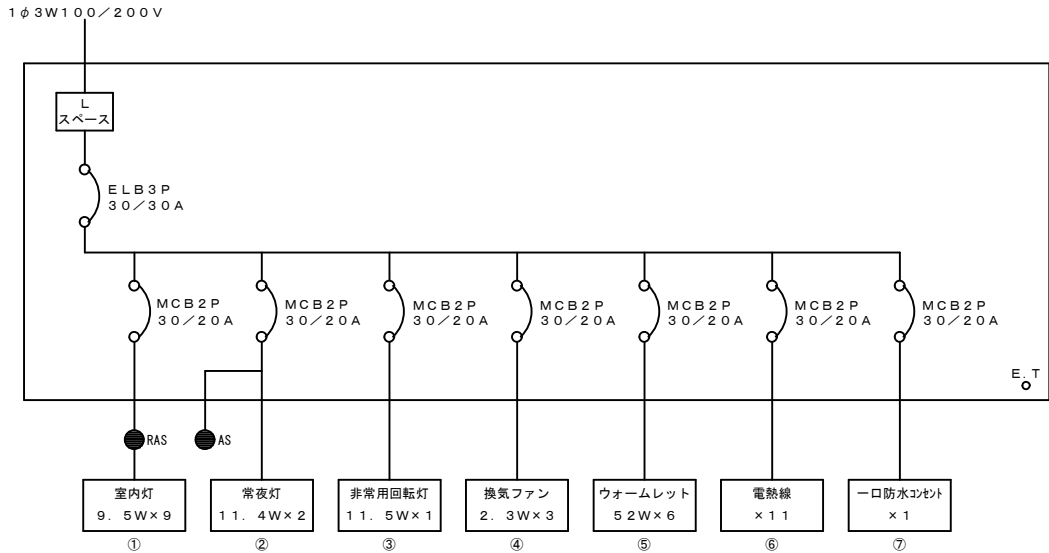 1φ3W100/200V
L
スペース
ELB3P
30/30A
MCB2P
30/20A
MCB2P
30/20A
MCB2P
30/20A
MCB2P
30/20A
MCB2P
30/20A
MCB2P
30/20A
MCB2P
30/20A
E.T
RAS
AS
室内灯
9.5W×9
①
常夜灯
11.4W×2
②
非常用回転灯
11.5W×1
③
換気ファン
2.3W×3
④
ウォームレット
52W×6
⑤
電熱線
×11
⑥
一口防水コンセント
×1
⑦